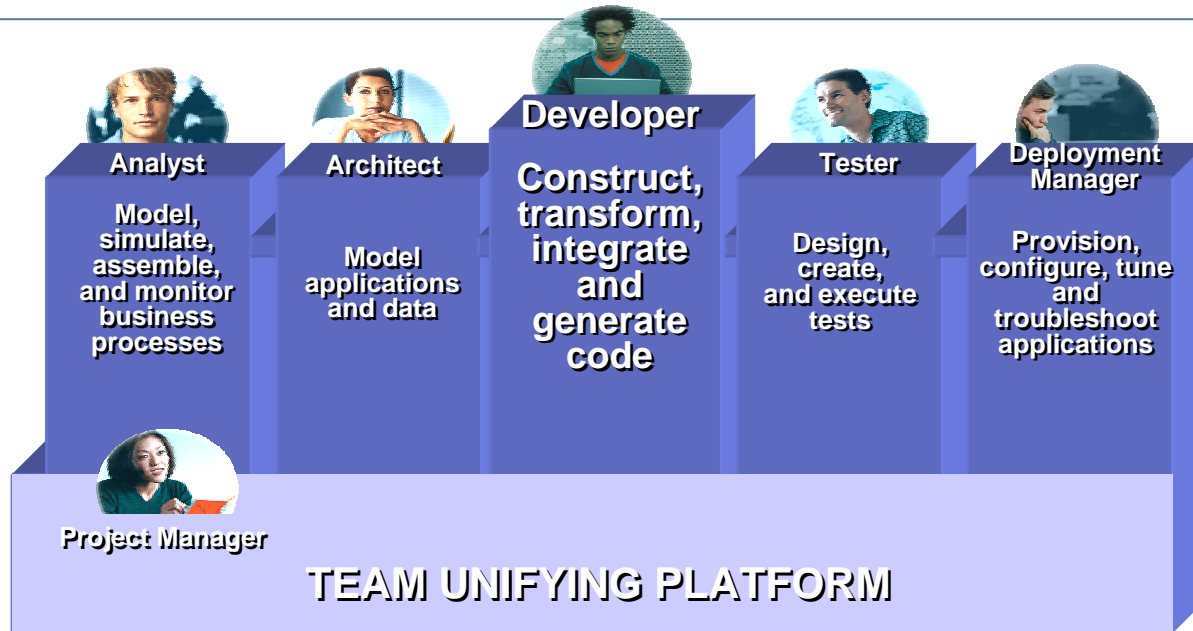 Analyst
Model,
simulate,
assemble,
and monitor
business
processes
Architect
Model
applications
and data
Developer
Construct,
transform,
integrate
and
generate
code
Tester
Design,
create,
and execute
tests
Deployment
Manager
Provision,
configure, tune
and
troubleshoot
applications
Project Manager
TEAM UNIFYING PLATFORM